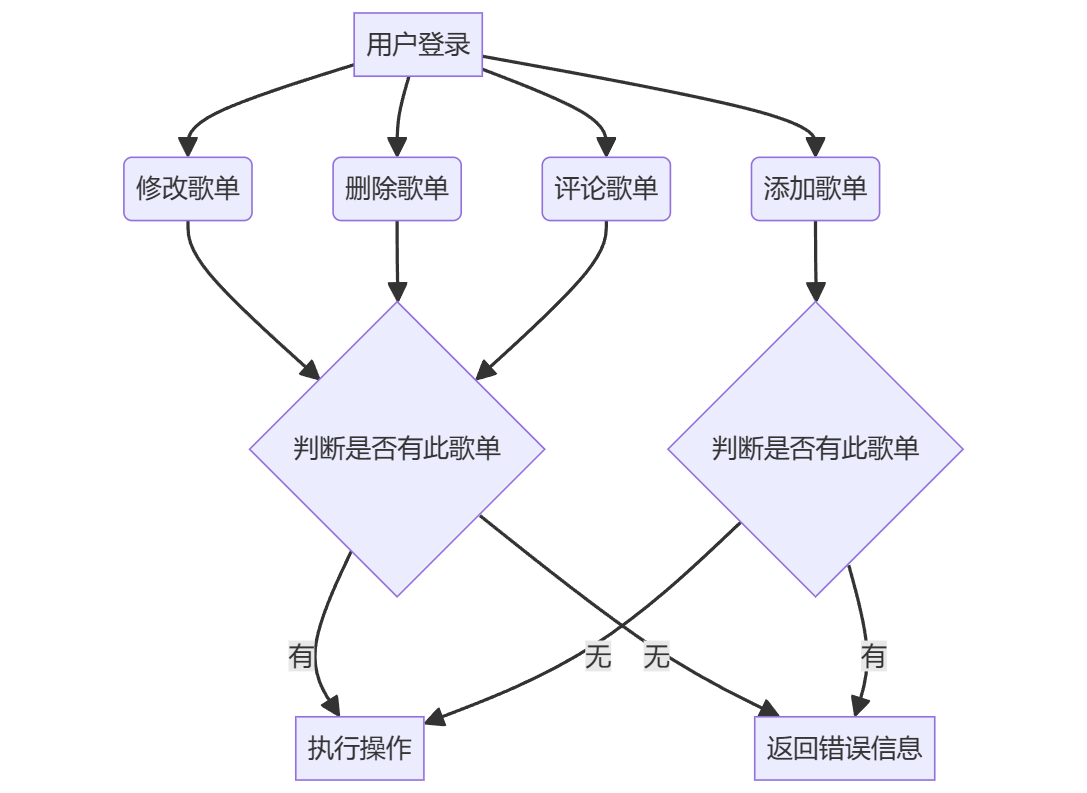 用户登录
修改歌单
删除歌单
评论歌单
添加歌单
判断是否有此歌单
判断是否有此歌单
有
无
无
有
执行操作
返回错误信息